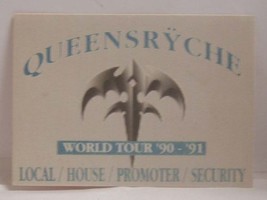 QUEENSRŸCHE
WORLD TOUR '90 - '91
LOCAL / HOUSE / PROMOTER / SECURITY